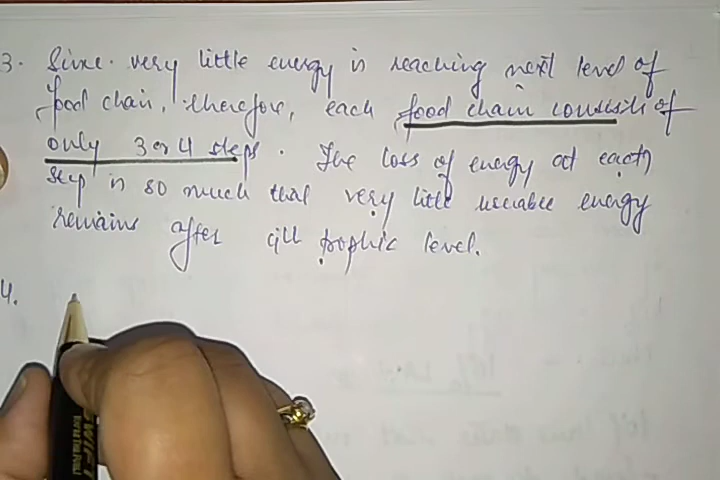 3. Since very little energy is reaching next level of
food chain, therefore, each food chain consists of
only 3 or 4 steps. The loss of energy at each
step is so much that very little useable energy
remains after trophic level.
4.
SWIFT